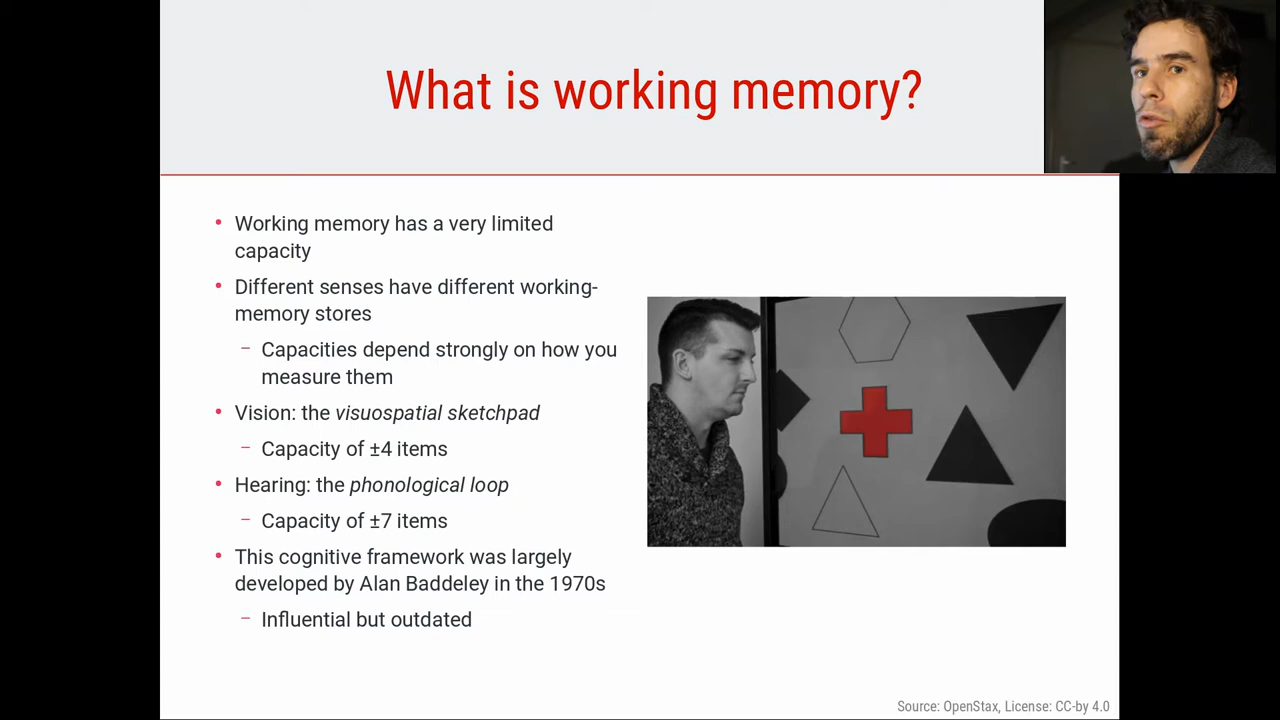 What is working memory?
• Working memory has a very limited
capacity
• Different senses have different working-
memory stores
– Capacities depend strongly on how you
measure them
• Vision: the visuospatial sketchpad
– Capacity of ±4 items
• Hearing: the phonological loop
– Capacity of ±7 items
• This cognitive framework was largely
developed by Alan Baddeley in the 1970s
– Influential but outdated
Source: OpenStax, License: CC-by 4.0